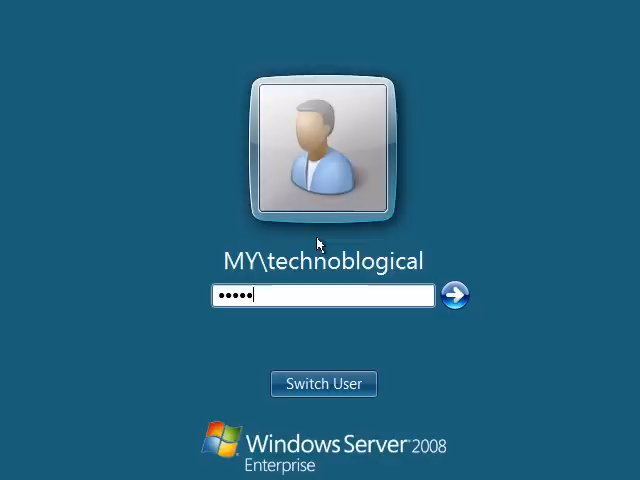 MY\technoblogical
•••••
Switch User
Windows Server 2008
Enterprise